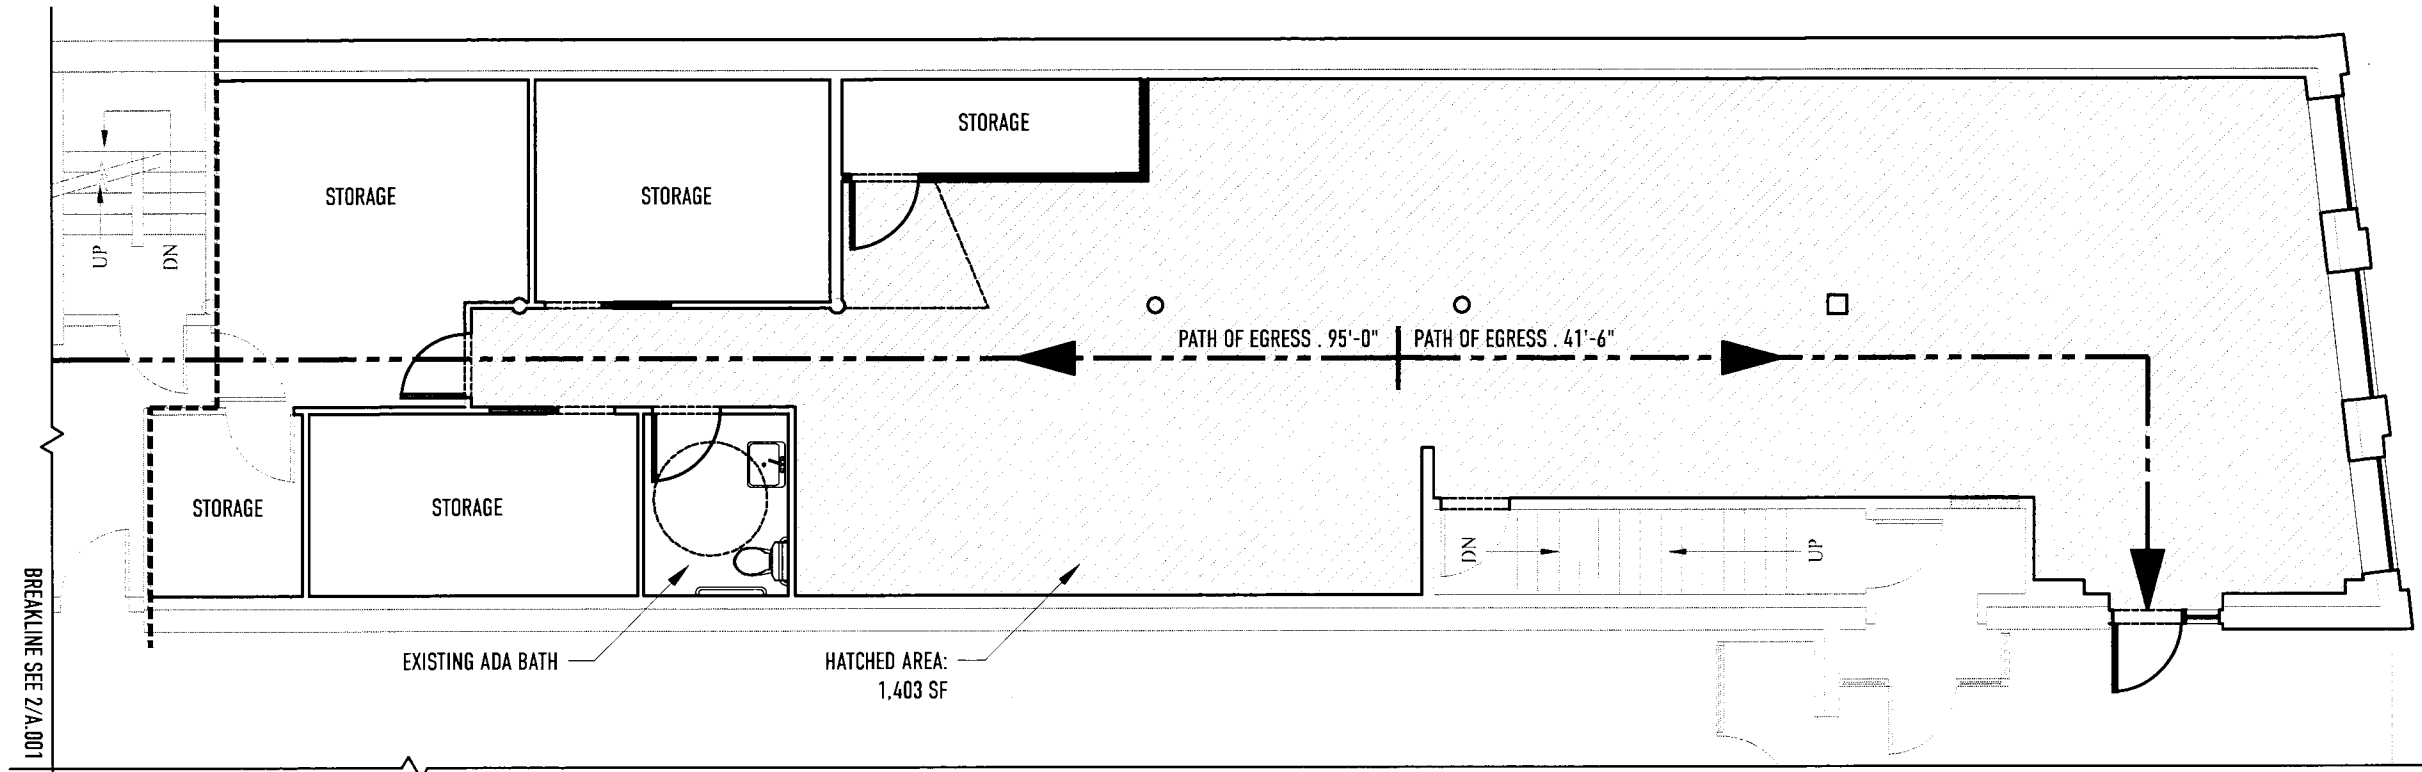 STORAGE
STORAGE
STORAGE
UP
DN
PATH OF EGRESS . 95'-0"
PATH OF EGRESS . 41'-6"
STORAGE
STORAGE
DN
UP
EXISTING ADA BATH
HATCHED AREA:
1,403 SF
BREAKLINE SEE 2/A.001